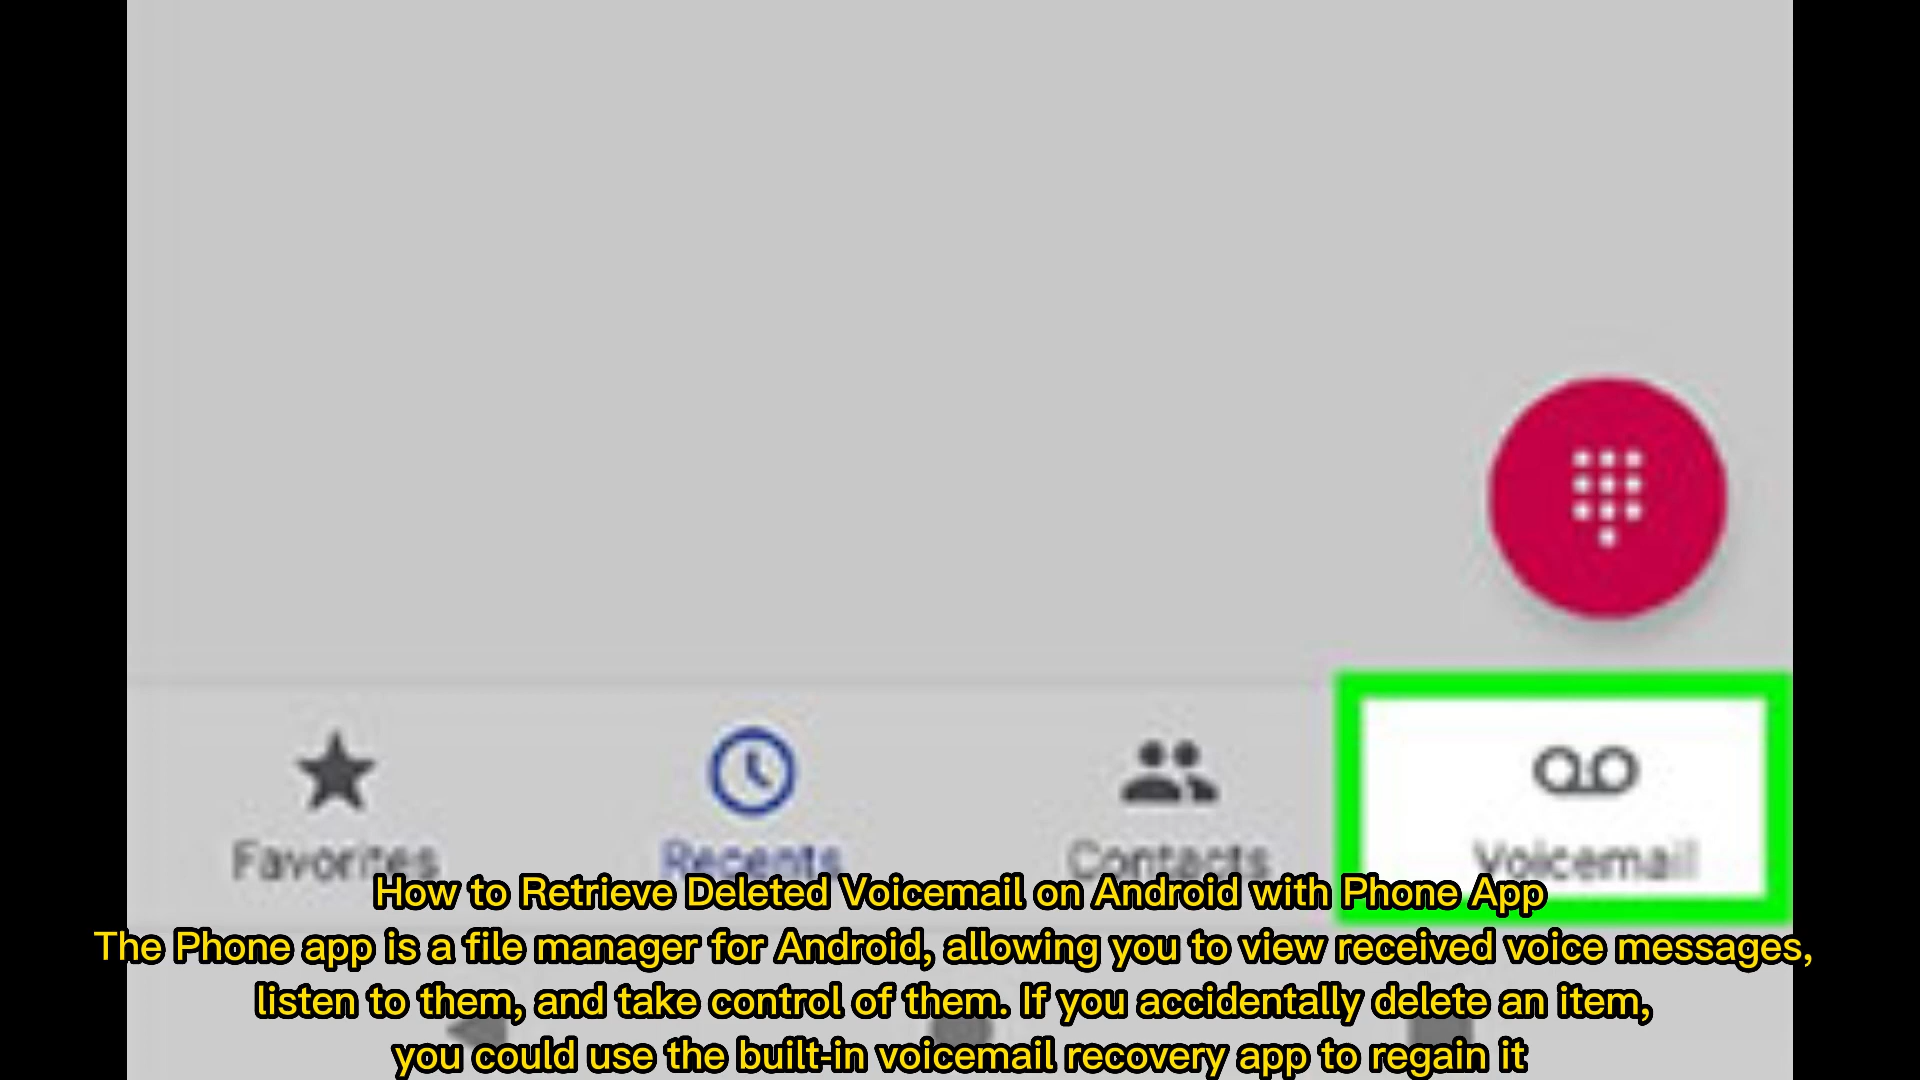 Favorites Recents Contacts Voicemail
How to Retrieve Deleted Voicemail on Android with Phone App
The Phone app is a file manager for Android, allowing you to view received voice messages,
listen to them, and take control of them. If you accidentally delete an item,
you could use the built-in voicemail recovery app to regain it